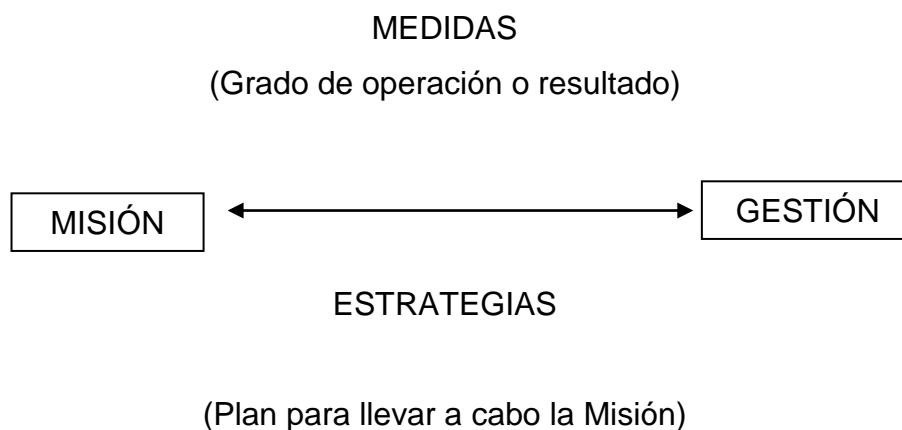 MEDIDAS
(Grado de operación o resultado)
MISIÓN
GESTIÓN
ESTRATEGIAS
(Plan para llevar a cabo la Misión)